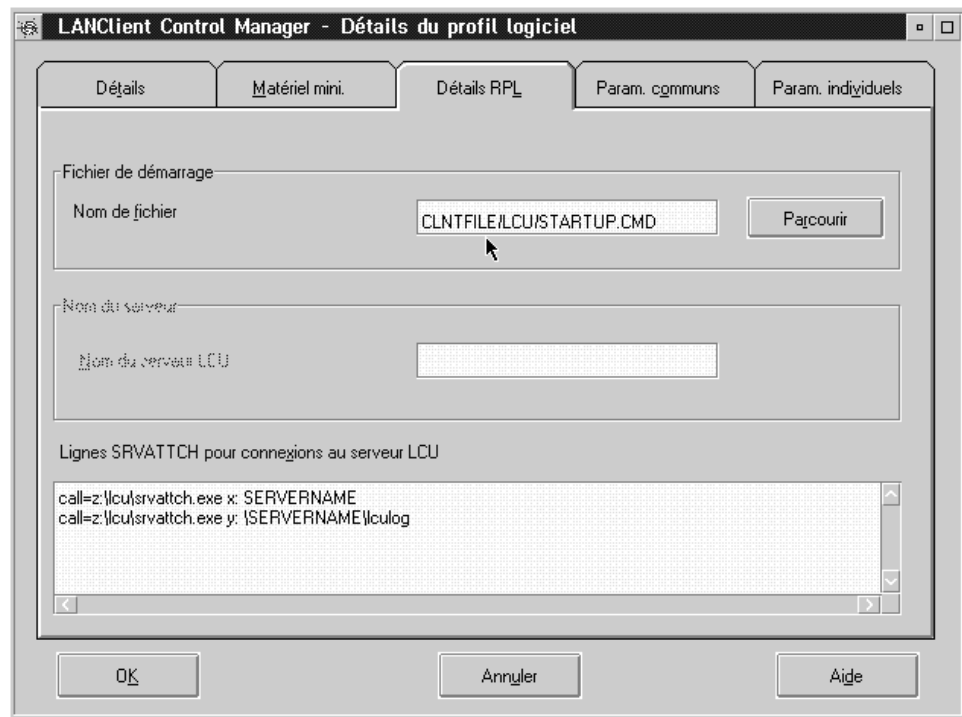 LANClient Control Manager - Détails du profil logiciel
Détails Matériel mini. Détails RPL Param. communs Param. individuels
Fichier de démarrage
Nom de fichier CLNTFILE/LCU/STARTUP.CMD Parcourir
Nom du serveur
Nom du serveur LCU
Lignes SRVATTCH pour connexions au serveur LCU
call=z:\lcu\srvattch.exe x: SERVERNAME
call=z:\lcu\srvattch.exe y: \SERVERNAME\lculog
OK Annuler Aide